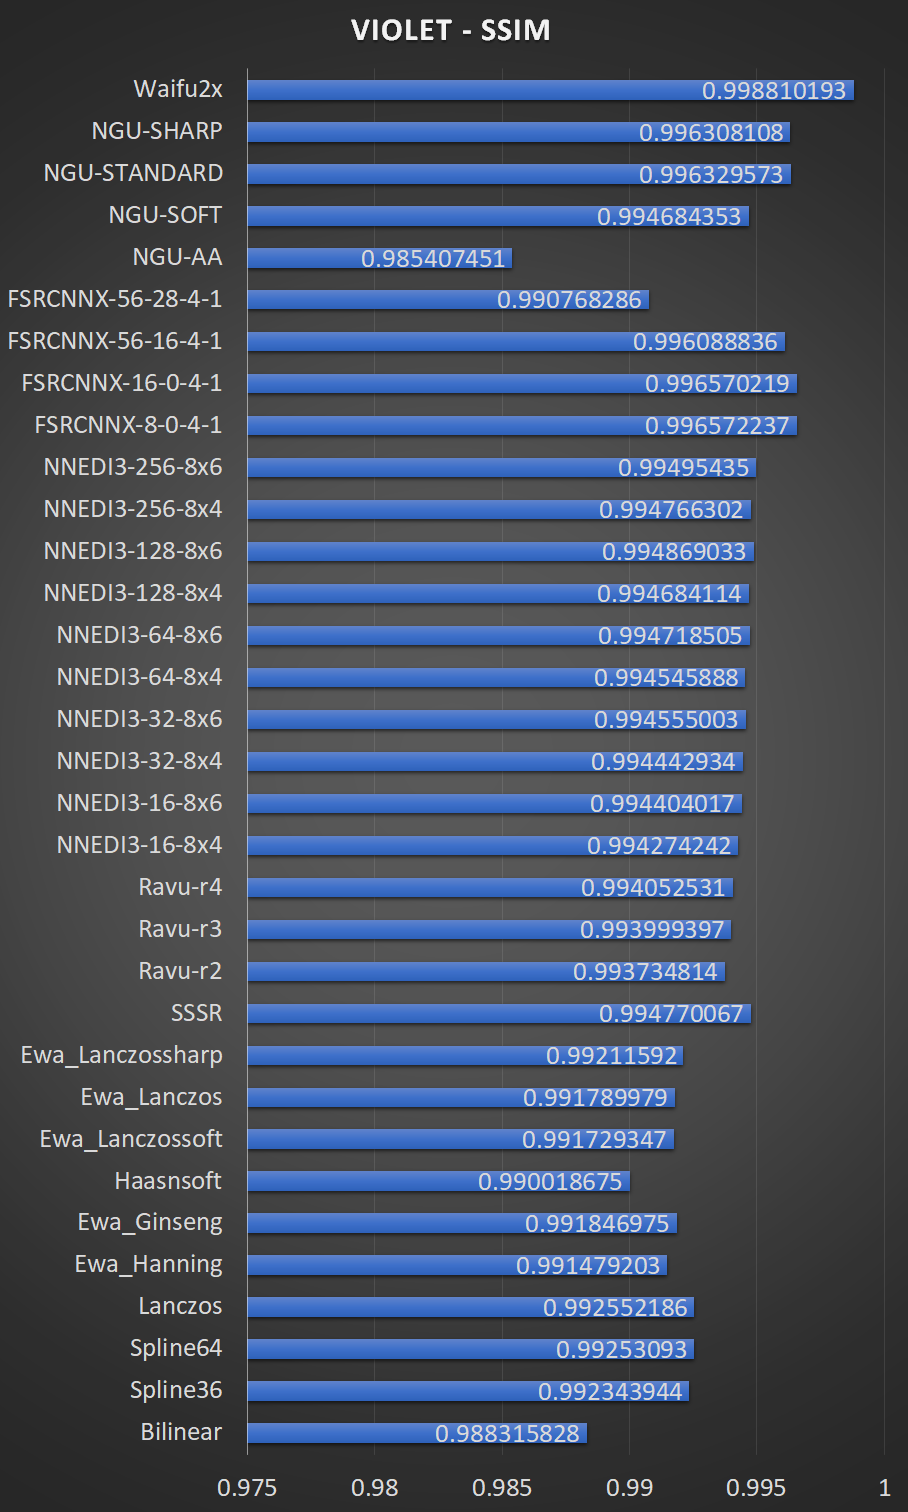 VIOLET - SSIM
Waifu2x 0.998810193
NGU-SHARP 0.996308108
NGU-STANDARD 0.996329573
NGU-SOFT 0.994684353
NGU-AA 0.985407451
FSRCNNX-56-28-4-1 0.990768286
FSRCNNX-56-16-4-1 0.996088836
FSRCNNX-16-0-4-1 0.996570219
FSRCNNX-8-0-4-1 0.996572237
NNEDI3-256-8x6 0.99495435
NNEDI3-256-8x4 0.994766302
NNEDI3-128-8x6 0.994869033
NNEDI3-128-8x4 0.994684114
NNEDI3-64-8x6 0.994718505
NNEDI3-64-8x4 0.994545888
NNEDI3-32-8x6 0.994555003
NNEDI3-32-8x4 0.994442934
NNEDI3-16-8x6 0.994404017
NNEDI3-16-8x4 0.994274242
Ravu-r4 0.994052531
Ravu-r3 0.993999397
Ravu-r2 0.993734814
SSSR 0.994770067
Ewa_Lanczossharp 0.99211592
Ewa_Lanczos 0.991789979
Ewa_Lanczossoft 0.991729347
Haasnsoft 0.990018675
Ewa_Ginseng 0.991846975
Ewa_Hanning 0.991479203
Lanczos 0.992552186
Spline64 0.99253093
Spline36 0.992343944
Bilinear 0.988315828
0.975 0.98 0.985 0.99 0.995 1